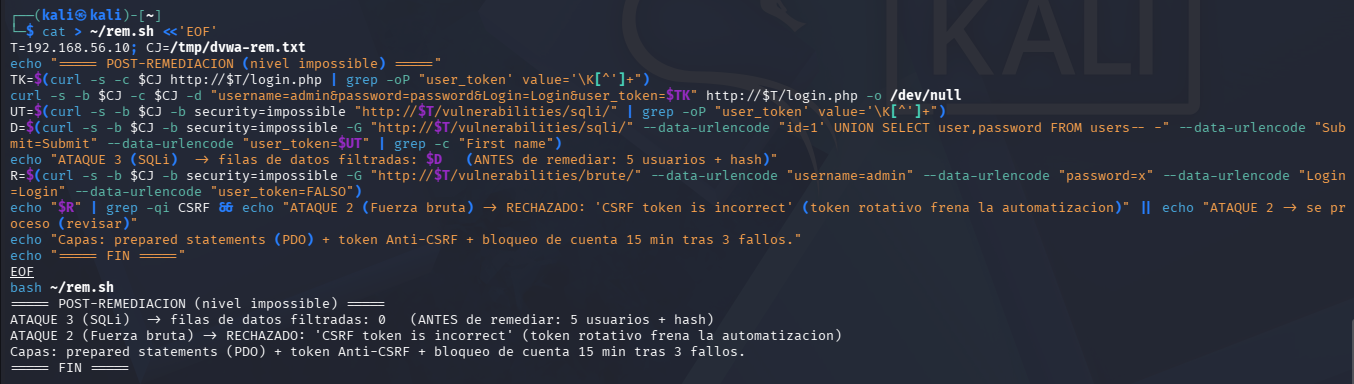 ┌──(kali㉿kali)-[~]
└─$ cat > ~/rem.sh <<'EOF'
T=192.168.56.10; CJ=/tmp/dvwa-rem.txt
echo "===== POST-REMEDIACION (nivel impossible) ====="
TK=$(curl -s -c $CJ http://$T/login.php | grep -oP "user_token' value='\K[^']+")
curl -s -b $CJ -c $CJ -d "username=admin&password=password&Login=Login&user_token=$TK" http://$T/login.php -o /dev/null
UT=$(curl -s -b $CJ -b security=impossible "http://$T/vulnerabilities/sqli/" | grep -oP "user_token' value='\K[^']+")
D=$(curl -s -b $CJ -b security=impossible -G "http://$T/vulnerabilities/sqli/" --data-urlencode "id=1' UNION SELECT user,password FROM users-- -" --data-urlencode "Sub
mit=Submit" --data-urlencode "user_token=$UT" | grep -c "First name")
echo "ATAQUE 3 (SQLi)  -> filas de datos filtradas: $D   (ANTES de remediar: 5 usuarios + hash)"
R=$(curl -s -b $CJ -b security=impossible -G "http://$T/vulnerabilities/brute/" --data-urlencode "username=admin" --data-urlencode "password=x" --data-urlencode "Login
=Login" --data-urlencode "user_token=FALSO")
echo "$R" | grep -qi CSRF && echo "ATAQUE 2 (Fuerza bruta) -> RECHAZADO: 'CSRF token is incorrect' (token rotativo frena la automatizacion)" || echo "ATAQUE 2 -> se pr
oceso (revisar)"
echo "Capas: prepared statements (PDO) + token Anti-CSRF + bloqueo de cuenta 15 min tras 3 fallos."
echo "===== FIN ====="
EOF
bash ~/rem.sh
===== POST-REMEDIACION (nivel impossible) =====
ATAQUE 3 (SQLi)  -> filas de datos filtradas: 0   (ANTES de remediar: 5 usuarios + hash)
ATAQUE 2 (Fuerza bruta) -> RECHAZADO: 'CSRF token is incorrect' (token rotativo frena la automatizacion)
Capas: prepared statements (PDO) + token Anti-CSRF + bloqueo de cuenta 15 min tras 3 fallos.
===== FIN =====
KALI